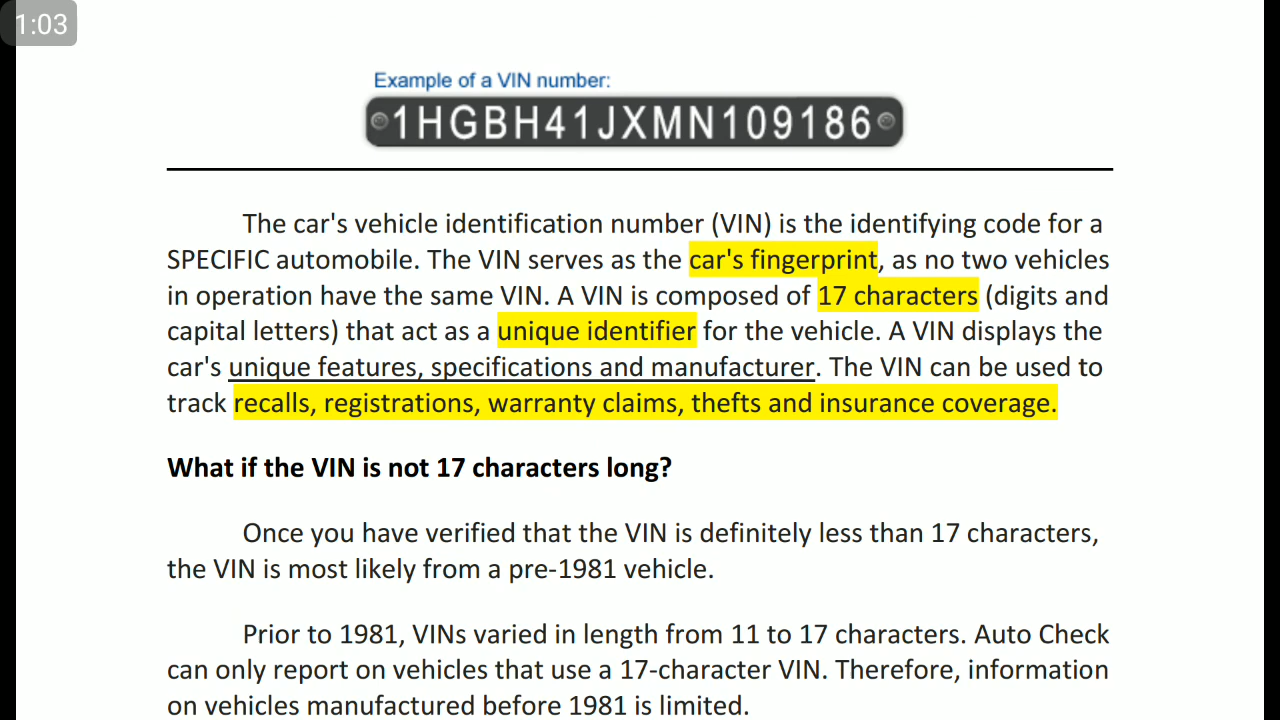 1:03
Example of a VIN number:
1HGBH41JXMN109186
The car's vehicle identification number (VIN) is the identifying code for a
SPECIFIC automobile. The VIN serves as the car's fingerprint, as no two vehicles
in operation have the same VIN. A VIN is composed of 17 characters (digits and
capital letters) that act as a unique identifier for the vehicle. A VIN displays the
car's unique features, specifications and manufacturer. The VIN can be used to
track recalls, registrations, warranty claims, thefts and insurance coverage.
What if the VIN is not 17 characters long?
Once you have verified that the VIN is definitely less than 17 characters,
the VIN is most likely from a pre-1981 vehicle.
Prior to 1981, VINs varied in length from 11 to 17 characters. Auto Check
can only report on vehicles that use a 17-character VIN. Therefore, information
on vehicles manufactured before 1981 is limited.